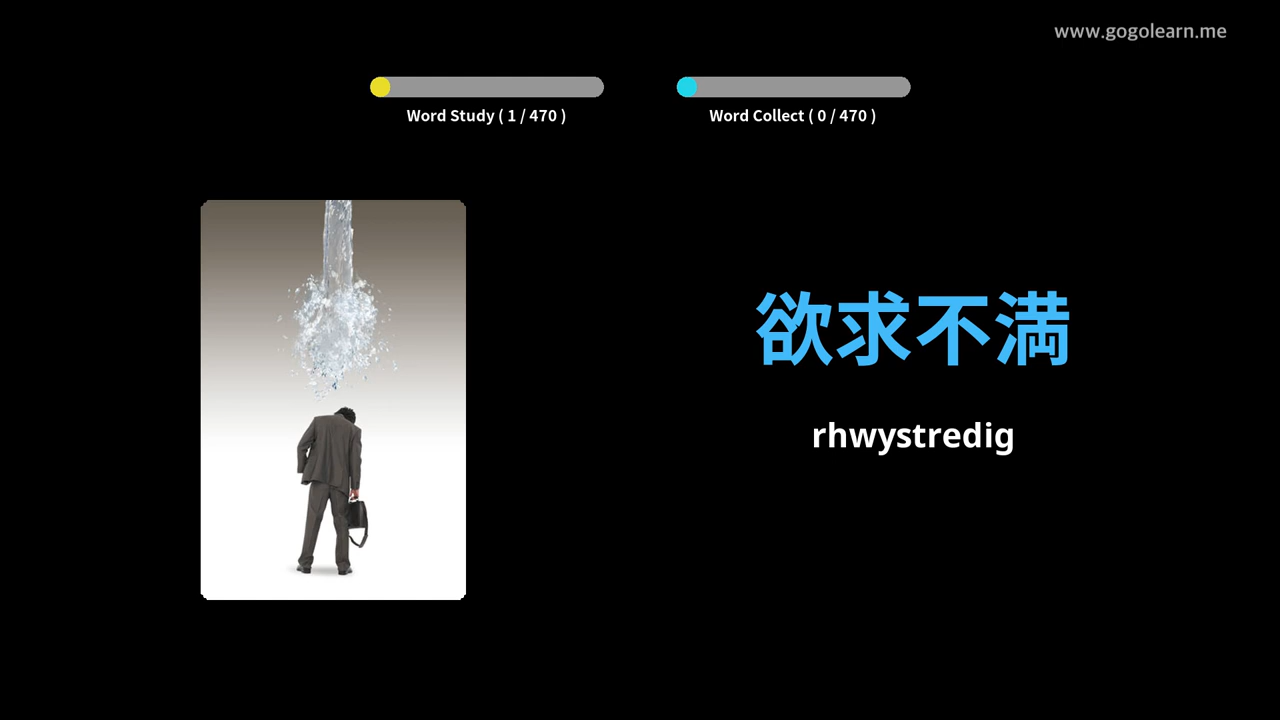 www.gogolearn.me
Word Study ( 1 / 470 )
Word Collect ( 0 / 470 )
欲求不満
rhwystredig